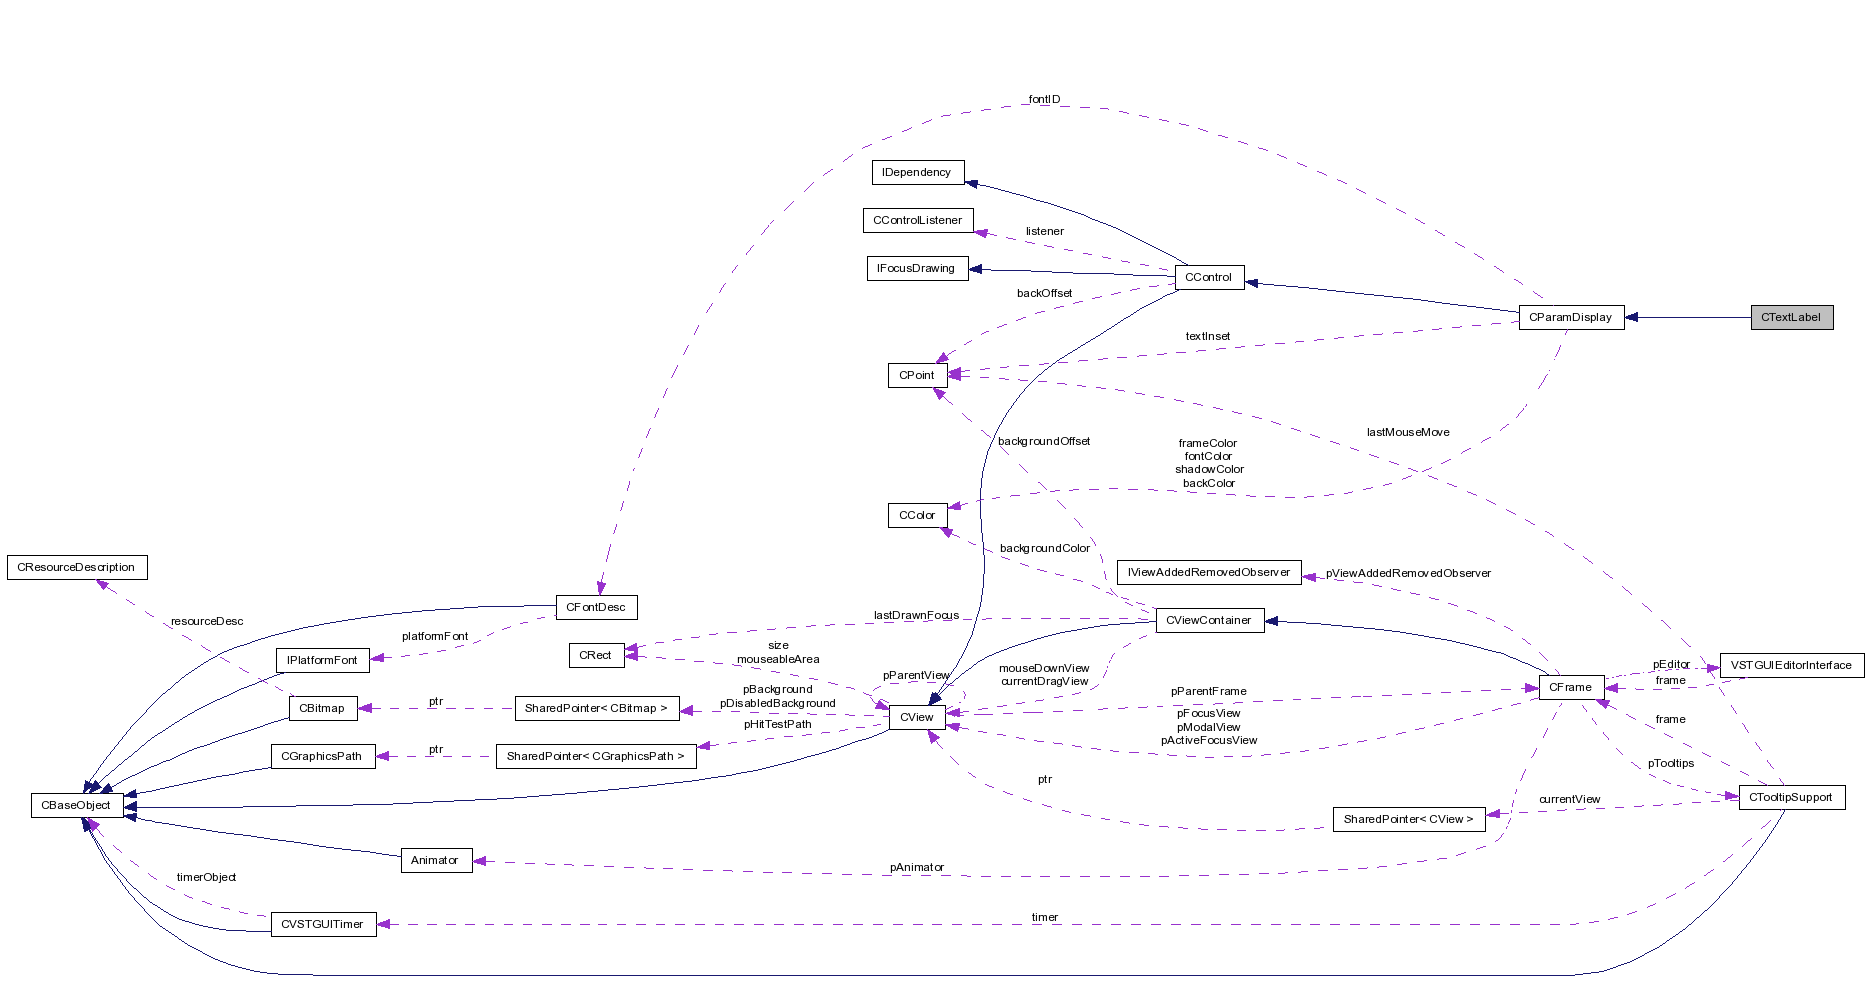 fontID
IDependency
CControlListener
listener
IFocusDrawing
CControl
backOffset
CParamDisplay
CTextLabel
textInset
CPoint
lastMouseMove
backgroundOffset
frameColor
fontColor
shadowColor
backColor
CColor
backgroundColor
CResourceDescription
IViewAddedRemovedObserver
pViewAddedRemovedObserver
CFontDesc
resourceDesc
lastDrawnFocus
CViewContainer
platformFont
IPlatformFont
CRect
size
mouseableArea
mouseDownView
currentDragView
pEditor
VSTGUIEditorInterface
frame
pParentView
CFrame
pBackground
pDisabledBackground
pParentFrame
CBitmap
ptr
SharedPointer< CBitmap >
CView
pFocusView
pModalView
pActiveFocusView
frame
pHitTestPath
CGraphicsPath
ptr
SharedPointer< CGraphicsPath >
pTooltips
ptr
CBaseObject
currentView
CTooltipSupport
SharedPointer< CView >
Animator
pAnimator
timerObject
CVSTGUITimer
timer